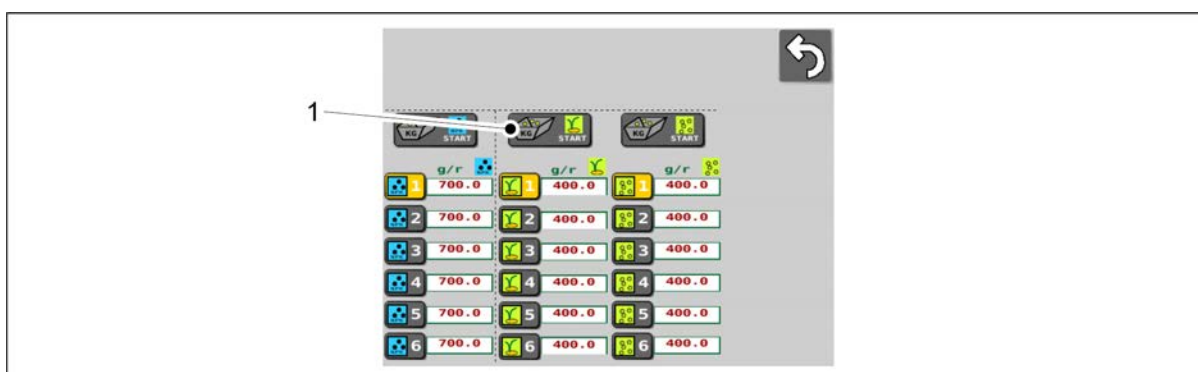 1
KG START KG START KG START
g/r g/r g/r
1 700.0 1 400.0 1 400.0
2 700.0 2 400.0 2 400.0
3 700.0 3 400.0 3 400.0
4 700.0 4 400.0 4 400.0
5 700.0 5 400.0 5 400.0
6 700.0 6 400.0 6 400.0